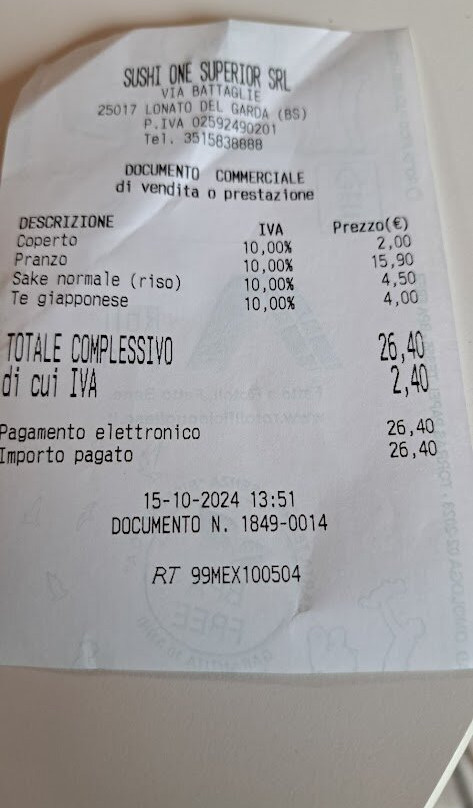 SUSHI ONE SUPERIOR SRL
VIA BATTAGLIE
25017 LONATO DEL GARDA (BS)
P.IVA 02592490201
Tel. 3515838888
DOCUMENTO COMMERCIALE
di vendita o prestazione
DESCRIZIONE IVA Prezzo(€)
Coperto 10,00% 2,00
Pranzo 10,00% 15,90
Sake normale (riso) 10,00% 4,50
Te giapponese 10,00% 4,00
TOTALE COMPLESSIVO 26,40
di cui IVA 2,40
Pagamento elettronico 26,40
Importo pagato 26,40
15-10-2024 13:51
DOCUMENTO N. 1849-0014
RT 99MEX100504